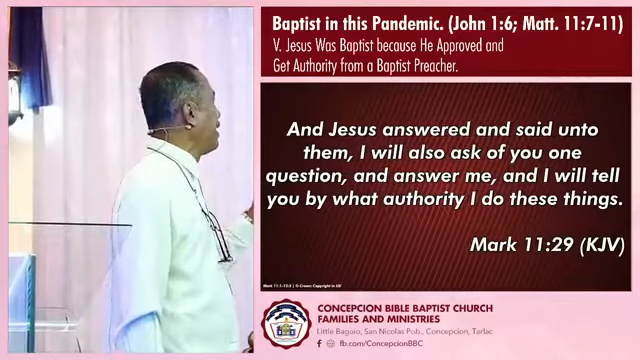 Baptist in this Pandemic. (John 1:6; Matt. 11:7-11)
V. Jesus Was Baptist because He Approved and
Get Authority from a Baptist Preacher.
And Jesus answered and said unto
them, I will also ask of you one
question, and answer me, and I will tell
you by what authority I do these things.
Mark 11:29 (KJV)
CONCEPCION BIBLE BAPTIST CHURCH
FAMILIES AND MINISTRIES
Little Baguio, San Nicolas Pob., Concepcion, Tarlac
fb.com/ConcepcionBBC